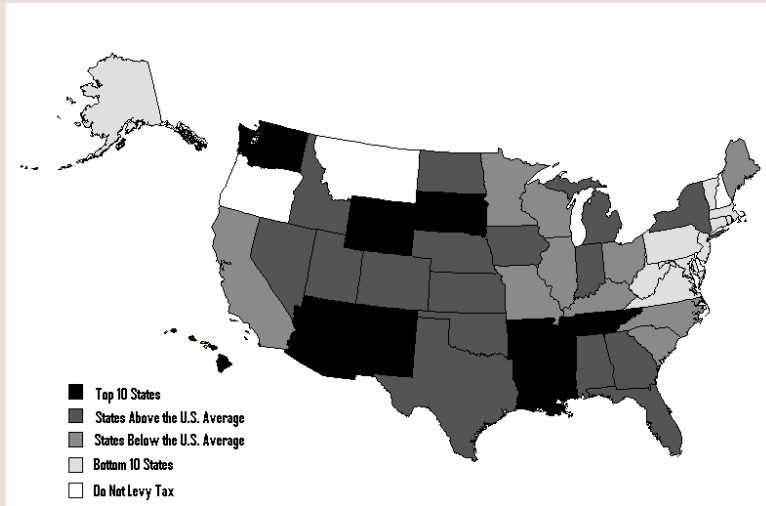 Top 10 States
States Above the U.S. Average
States Below the U.S. Average
Bottom 10 States
Do Not Levy Tax